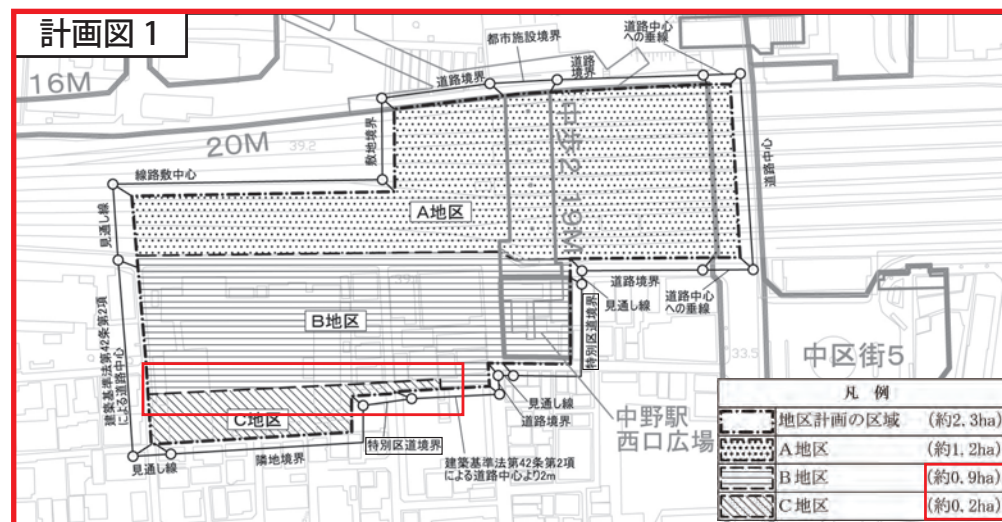 計画図 1
16M
20M
39.2
道路境界
都市施設境界
道路
境界
道路中心
への垂線
敷地境界
線路敷中心
中歩2 19M
道路中心
A地区
見通し線
道路境界
見通し線
道路中心
への垂線
特別区道境界
B地区
建築基準法第42条第2項
による道路中心
33.5
中区街5
C地区
見通し線
道路境界
中野駅
西口広場
特別区道境界
見通し線
隣地境界
建築基準法第42条第2項
による道路中心より2m
凡 例
地区計画の区域 (約2.3ha)
A地区 (約1.2ha)
B地区 (約0.9ha)
C地区 (約0.2ha)